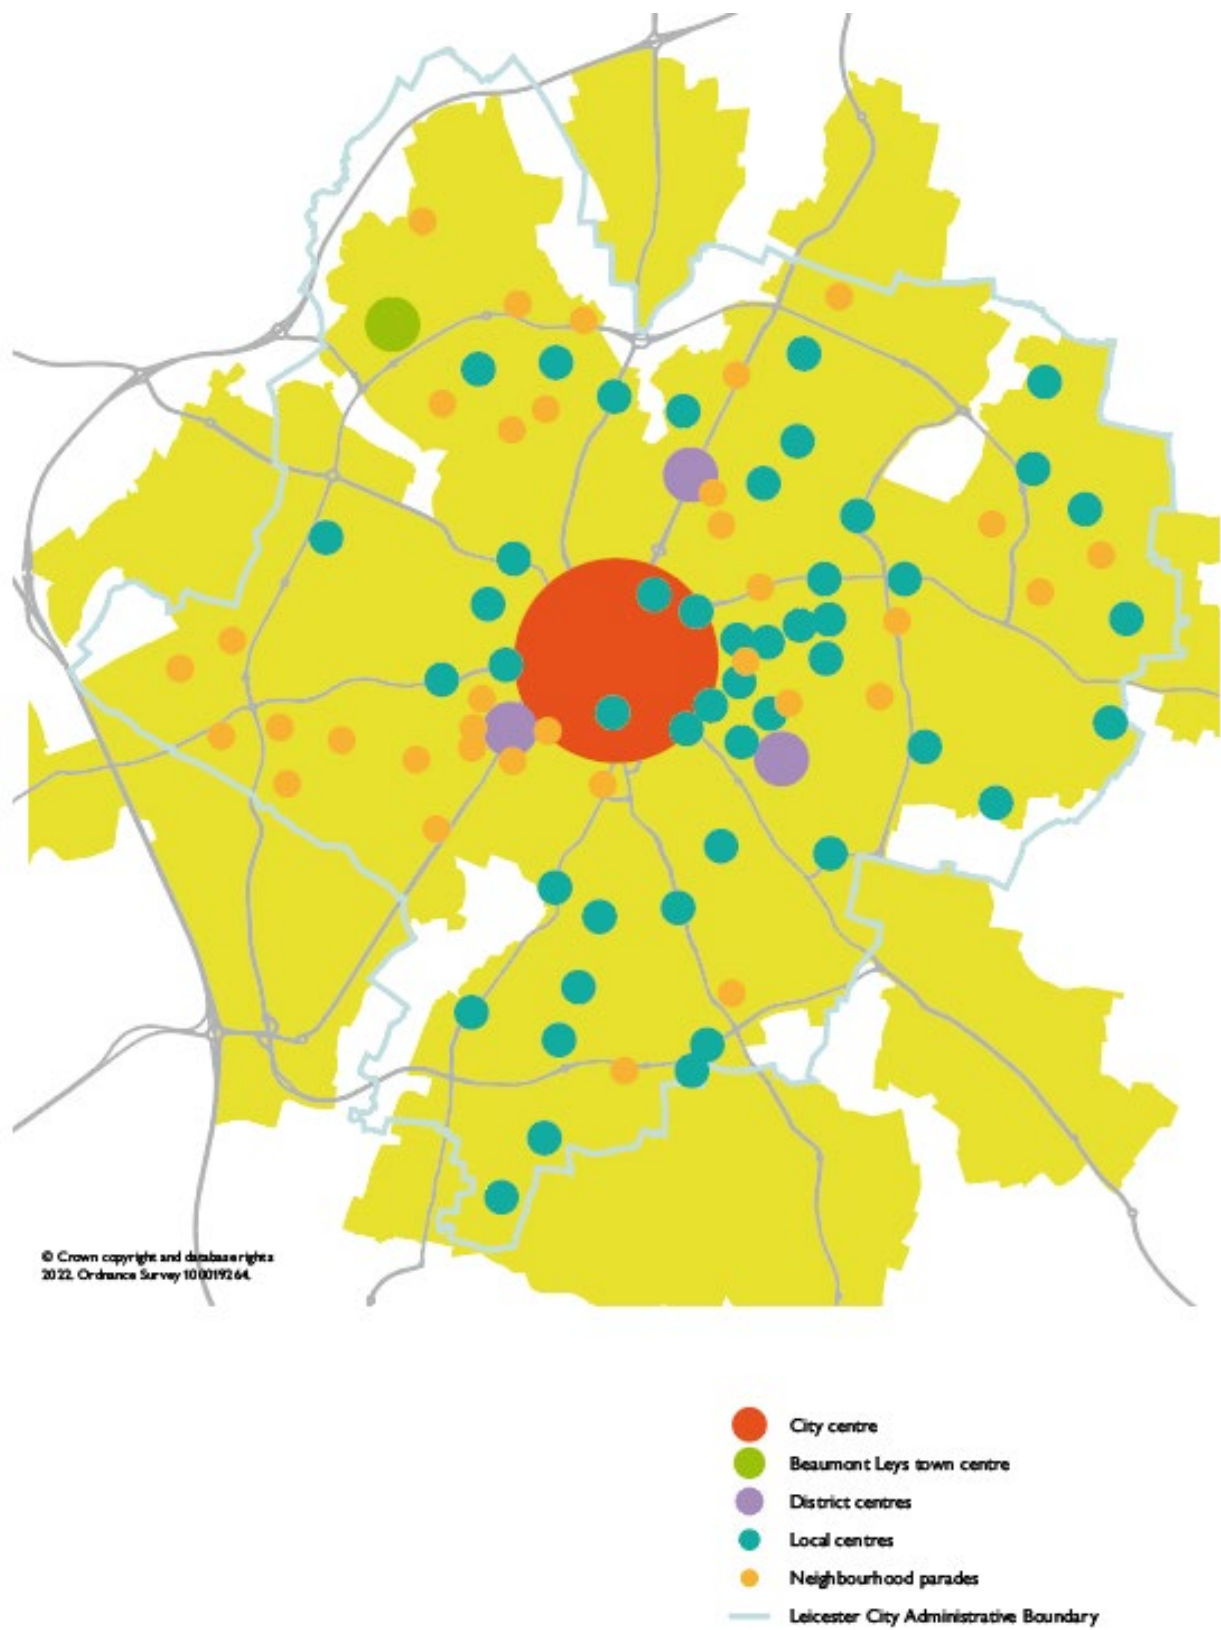 © Crown copyright and database rights
2022. Ordnance Survey 100019264.
City centre
Beaumont Leys town centre
District centres
Local centres
Neighbourhood parades
Leicester City Administrative Boundary